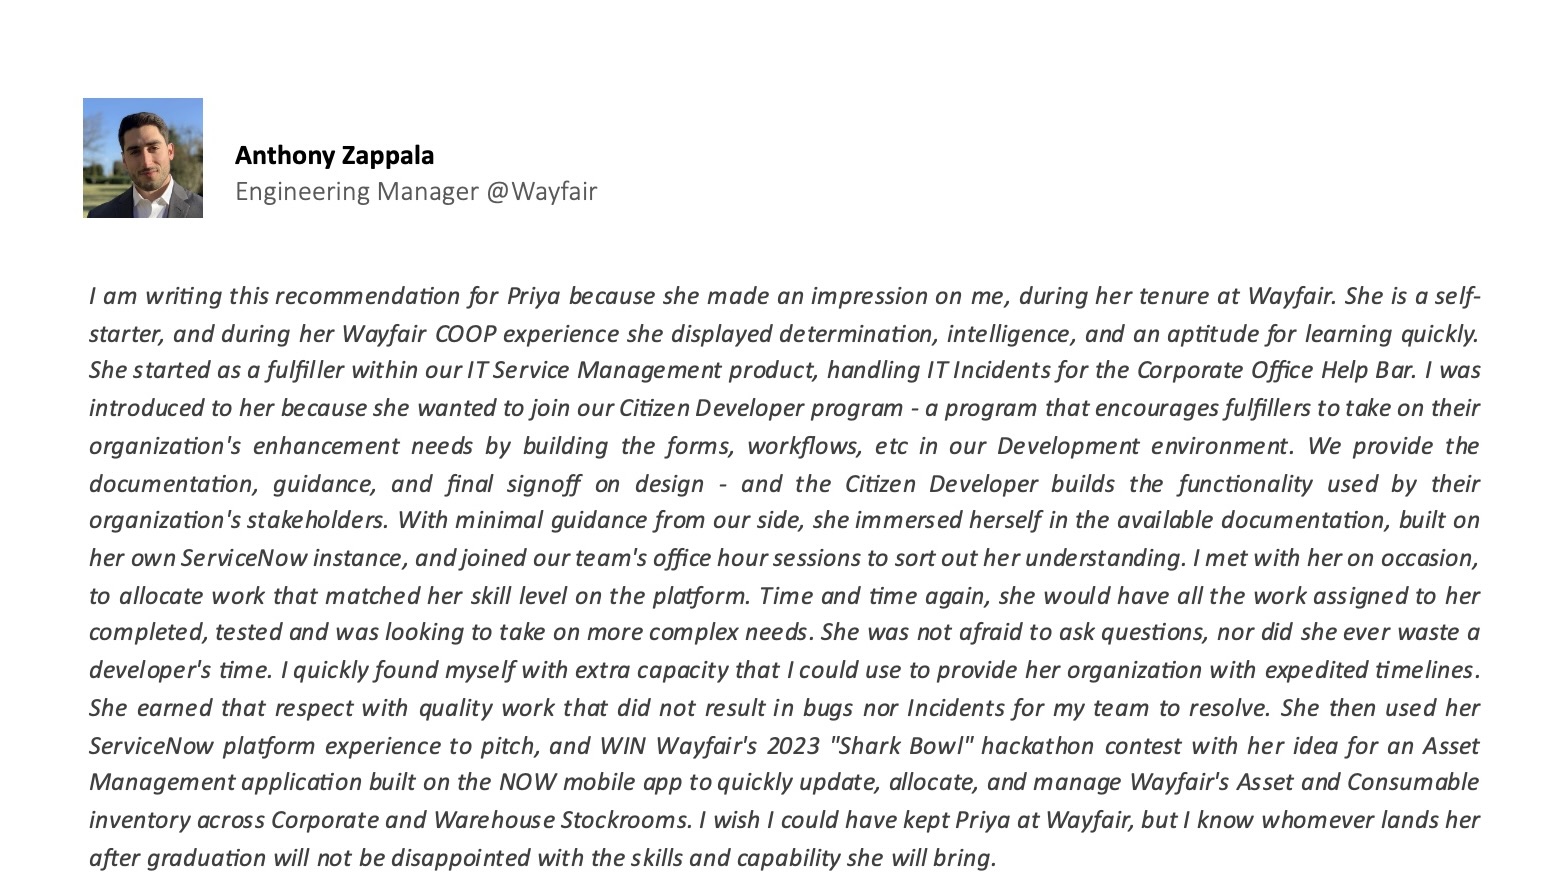 Anthony Zappala
Engineering Manager @Wayfair
I am writing this recommendation for Priya because she made an impression on me, during her tenure at Wayfair. She is a self-
starter, and during her Wayfair COOP experience she displayed determination, intelligence, and an aptitude for learning quickly.
She started as a fulfiller within our IT Service Management product, handling IT Incidents for the Corporate Office Help Bar. I was
introduced to her because she wanted to join our Citizen Developer program - a program that encourages fulfillers to take on their
organization's enhancement needs by building the forms, workflows, etc in our Development environment. We provide the
documentation, guidance, and final signoff on design - and the Citizen Developer builds the functionality used by their
organization's stakeholders. With minimal guidance from our side, she immersed herself in the available documentation, built on
her own ServiceNow instance, and joined our team's office hour sessions to sort out her understanding. I met with her on occasion,
to allocate work that matched her skill level on the platform. Time and time again, she would have all the work assigned to her
completed, tested and was looking to take on more complex needs. She was not afraid to ask questions, nor did she ever waste a
developer's time. I quickly found myself with extra capacity that I could use to provide her organization with expedited timelines.
She earned that respect with quality work that did not result in bugs nor Incidents for my team to resolve. She then used her
ServiceNow platform experience to pitch, and WIN Wayfair's 2023 "Shark Bowl" hackathon contest with her idea for an Asset
Management application built on the NOW mobile app to quickly update, allocate, and manage Wayfair's Asset and Consumable
inventory across Corporate and Warehouse Stockrooms. I wish I could have kept Priya at Wayfair, but I know whomever lands her
after graduation will not be disappointed with the skills and capability she will bring.